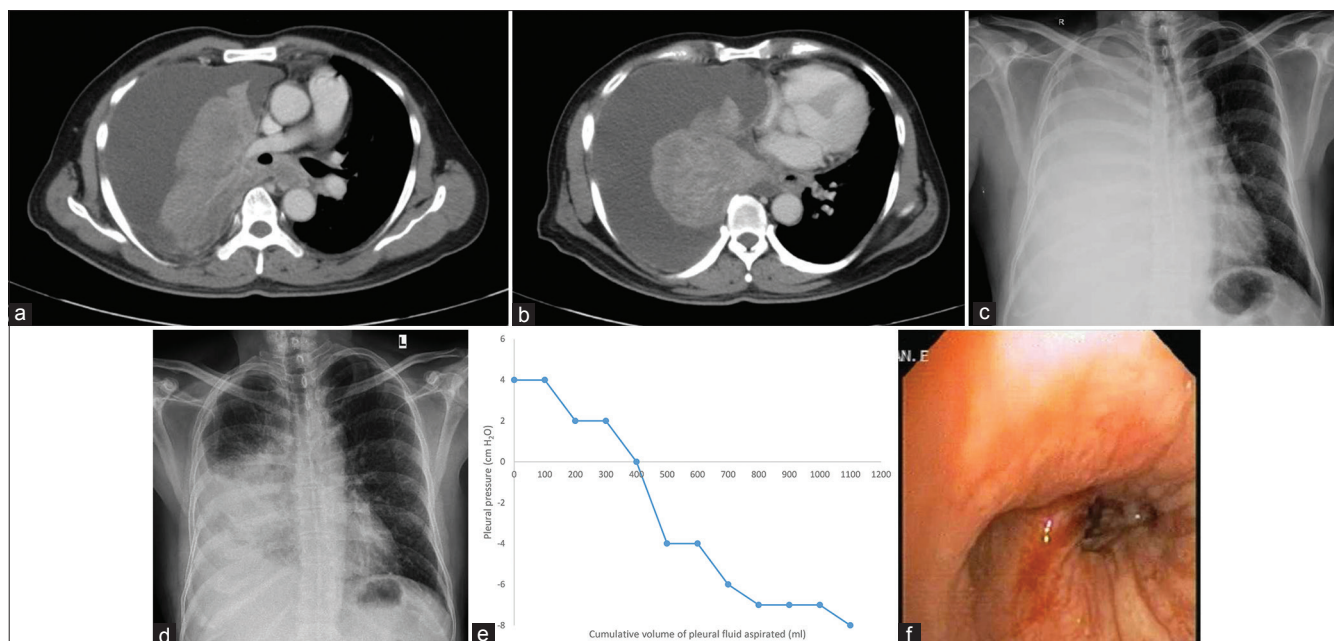 R
a
b
c
L
d
6
4
2
0
-2
-4
-6
-8
0 100 200 300 400 500 600 700 800 900 1000 1100 1200
Pleural pressure (cm H₂O)
Cumulative volume of pleural fluid aspirated (ml)
e
AN.E
f